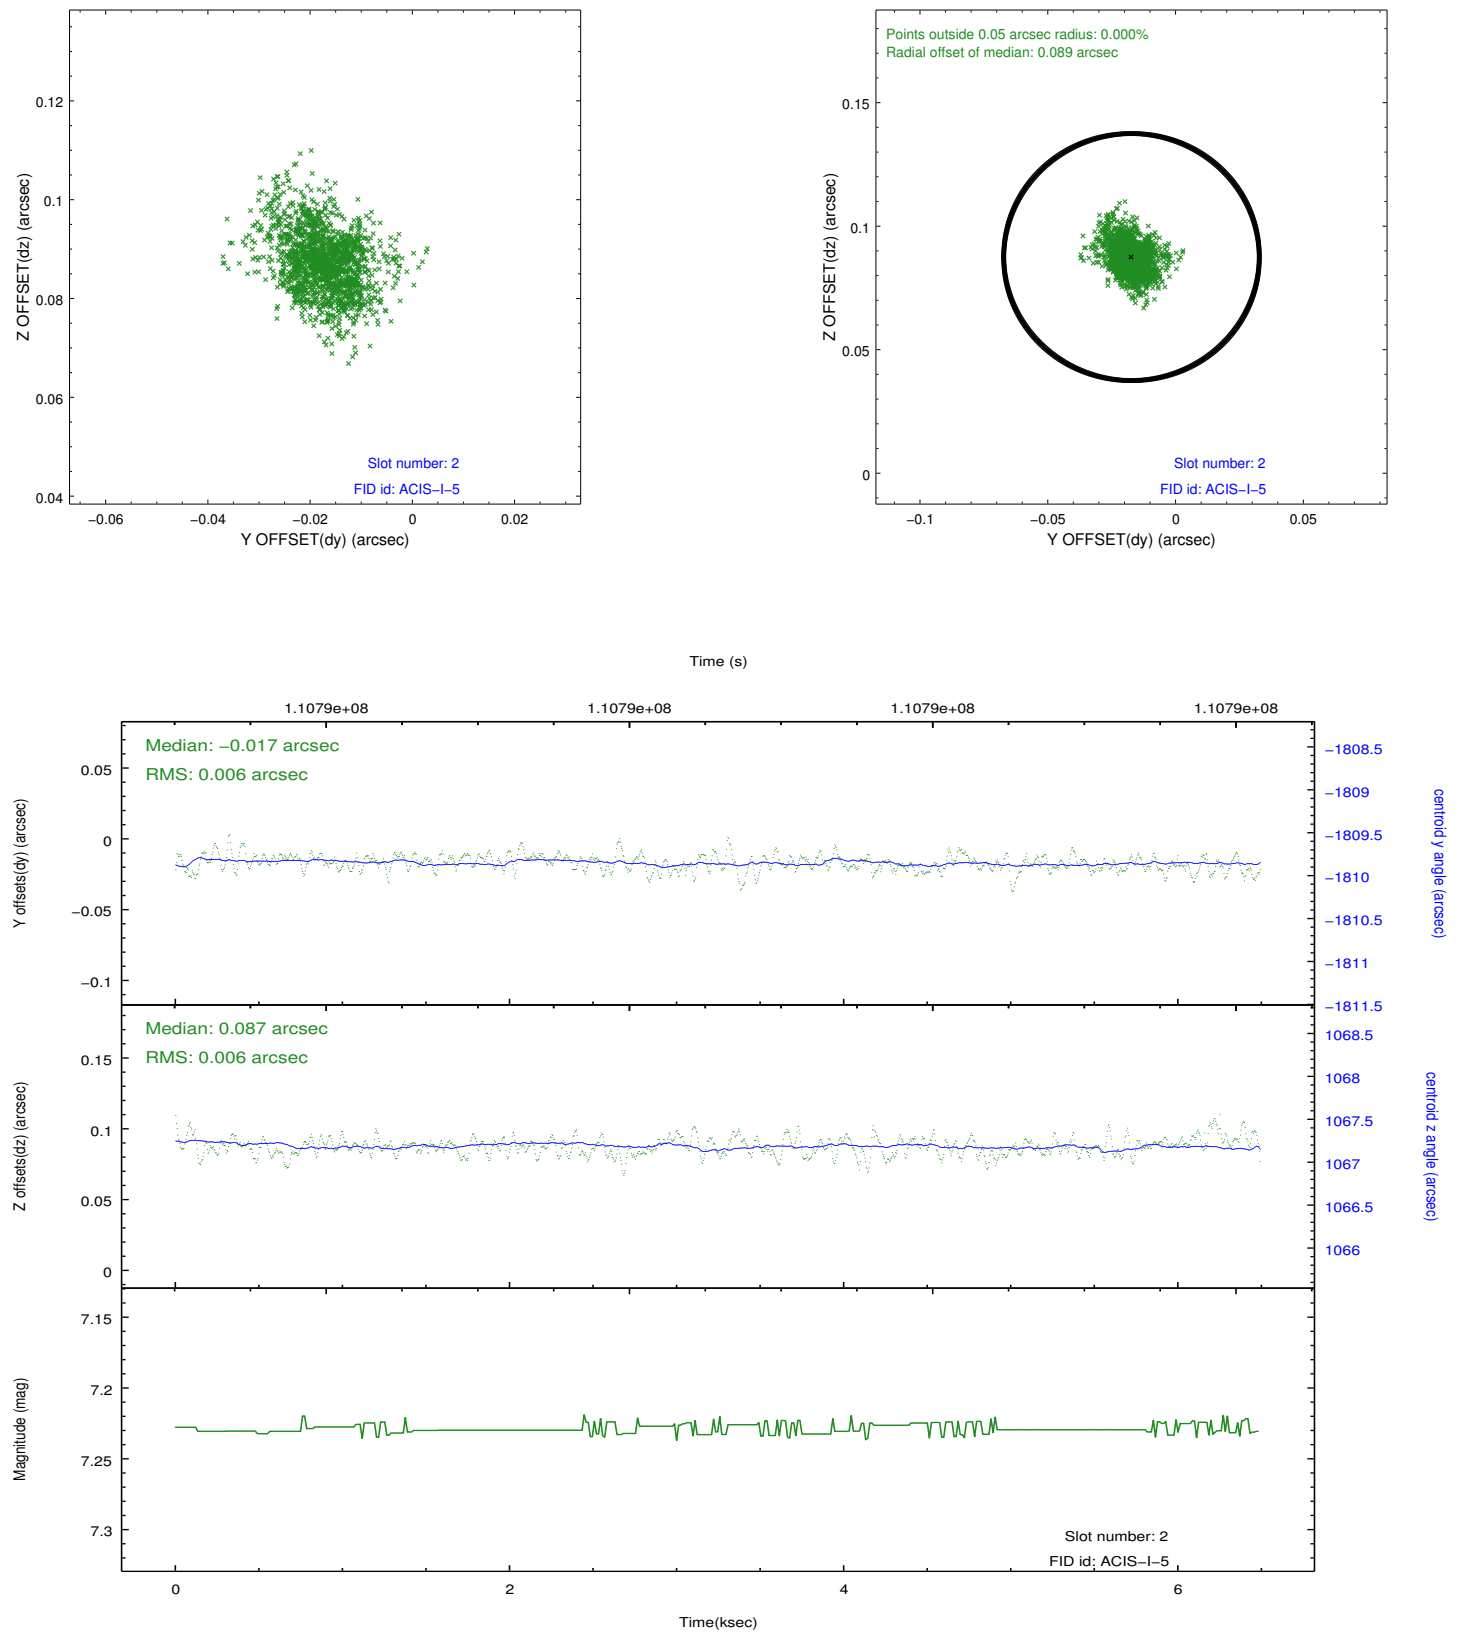 0.12
0.1
0.08
0.06
0.04
Z OFFSET(dz) (arcsec)
−0.06
−0.04
−0.02
0
0.02
Y OFFSET(dy) (arcsec)
Slot number: 2
FID id: ACIS−I−5
Points outside 0.05 arcsec radius: 0.000%
Radial offset of median: 0.089 arcsec
0.15
0.1
0.05
0
Z OFFSET(dz) (arcsec)
−0.1
−0.05
0
0.05
Y OFFSET(dy) (arcsec)
Slot number: 2
FID id: ACIS−I−5
Time (s)
1.1079e+08
1.1079e+08
1.1079e+08
1.1079e+08
Median: −0.017 arcsec
RMS: 0.006 arcsec
0.05
0
−0.05
−0.1
Y offsets(dy) (arcsec)
−1808.5
−1809
−1809.5
−1810
−1810.5
−1811
−1811.5
centroid y angle (arcsec)
Median: 0.087 arcsec
RMS: 0.006 arcsec
0.15
0.1
0.05
0
Z offsets(dz) (arcsec)
1068.5
1068
1067.5
1067
1066.5
1066
centroid z angle (arcsec)
7.15
7.2
7.25
7.3
Magnitude (mag)
Slot number: 2
FID id: ACIS−I−5
0
2
4
6
Time(ksec)